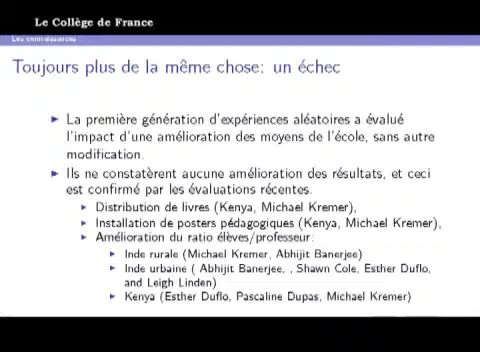 Le Collège de France
Les connaissances
Toujours plus de la même chose: un échec
La première génération d'expériences aléatoires a évalué
l'impact d'une amélioration des moyens de l'école, sans autre
modification.
Ils ne constatèrent aucune amélioration des résultats, et ceci
est confirmé par les évaluations récentes.
Distribution de livres (Kenya, Michael Kremer),
Installation de posters pédagogiques (Kenya, Michael Kremer),
Amélioration du ratio élèves/professeur:
Inde rurale (Michael Kremer, Abhijit Banerjee)
Inde urbaine ( Abhijit Banerjee, , Shawn Cole, Esther Duflo,
and Leigh Linden)
Kenya (Esther Duflo, Pascaline Dupas, Michael Kremer)